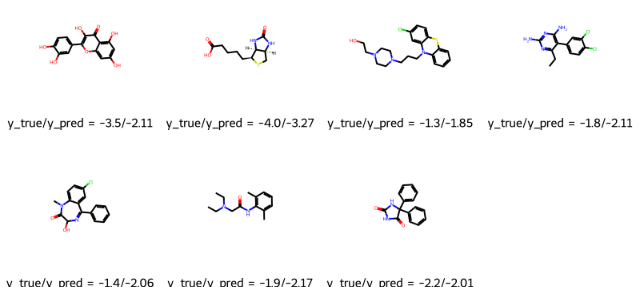 y_true/y_pred = -3.5/-2.11
y_true/y_pred = -4.0/-3.27
y_true/y_pred = -1.3/-1.85
y_true/y_pred = -1.8/-2.11
y_true/y_pred = -1.4/-2.06
y_true/y_pred = -1.9/-2.17
y_true/y_pred = -2.2/-2.01